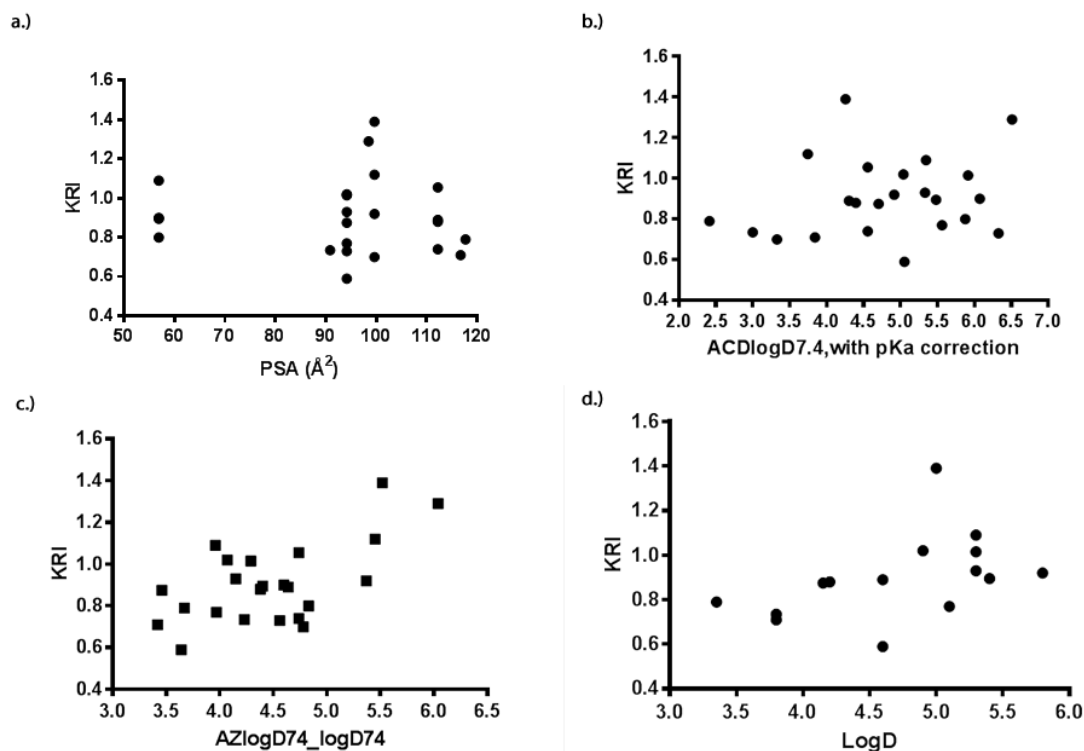 a.)
1.6
1.4
1.2
1.0
0.8
0.6
0.4
KRI
50 60 70 80 90 100 110 120
PSA (Å²)
b.)
1.6
1.4
1.2
1.0
0.8
0.6
0.4
KRI
2.0 2.5 3.0 3.5 4.0 4.5 5.0 5.5 6.0 6.5 7.0
ACDlogD7.4,with pKa correction
c.)
1.6
1.4
1.2
1.0
0.8
0.6
0.4
KRI
3.0 3.5 4.0 4.5 5.0 5.5 6.0 6.5
AZlogD74_logD74
d.)
1.6
1.4
1.2
1.0
0.8
0.6
0.4
KRI
3.0 3.5 4.0 4.5 5.0 5.5 6.0
LogD